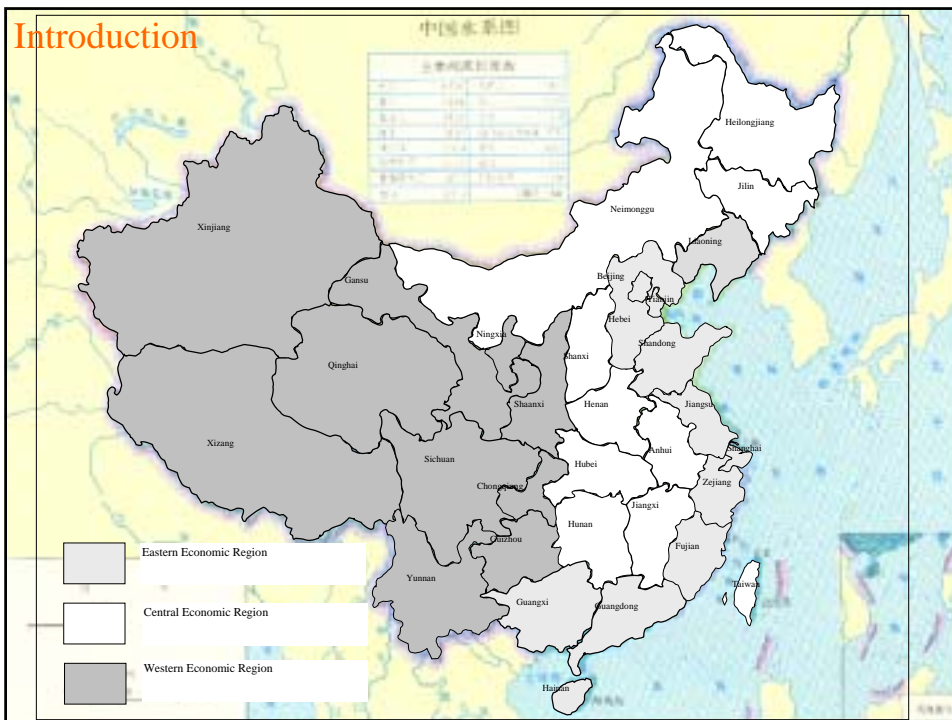 Introduction
中国水系图
Heilongjiang
Jilin
Neimonggu
Liaoning
Xinjiang
Gansu
Beijing
Tianjin
Hebei
Ningxia
Shanxi
Shandong
Qinghai
Shaanxi
Henan
Jiangsu
Xizang
Sichuan
Anhui
Shanghai
Hubei
Chongqiang
Zejiang
Jiangxi
Hunan
Guizhou
Fujian
Yunnan
Taiwan
Guangxi
Guangdong
Hainan
Eastern Economic Region
Central Economic Region
Western Economic Region